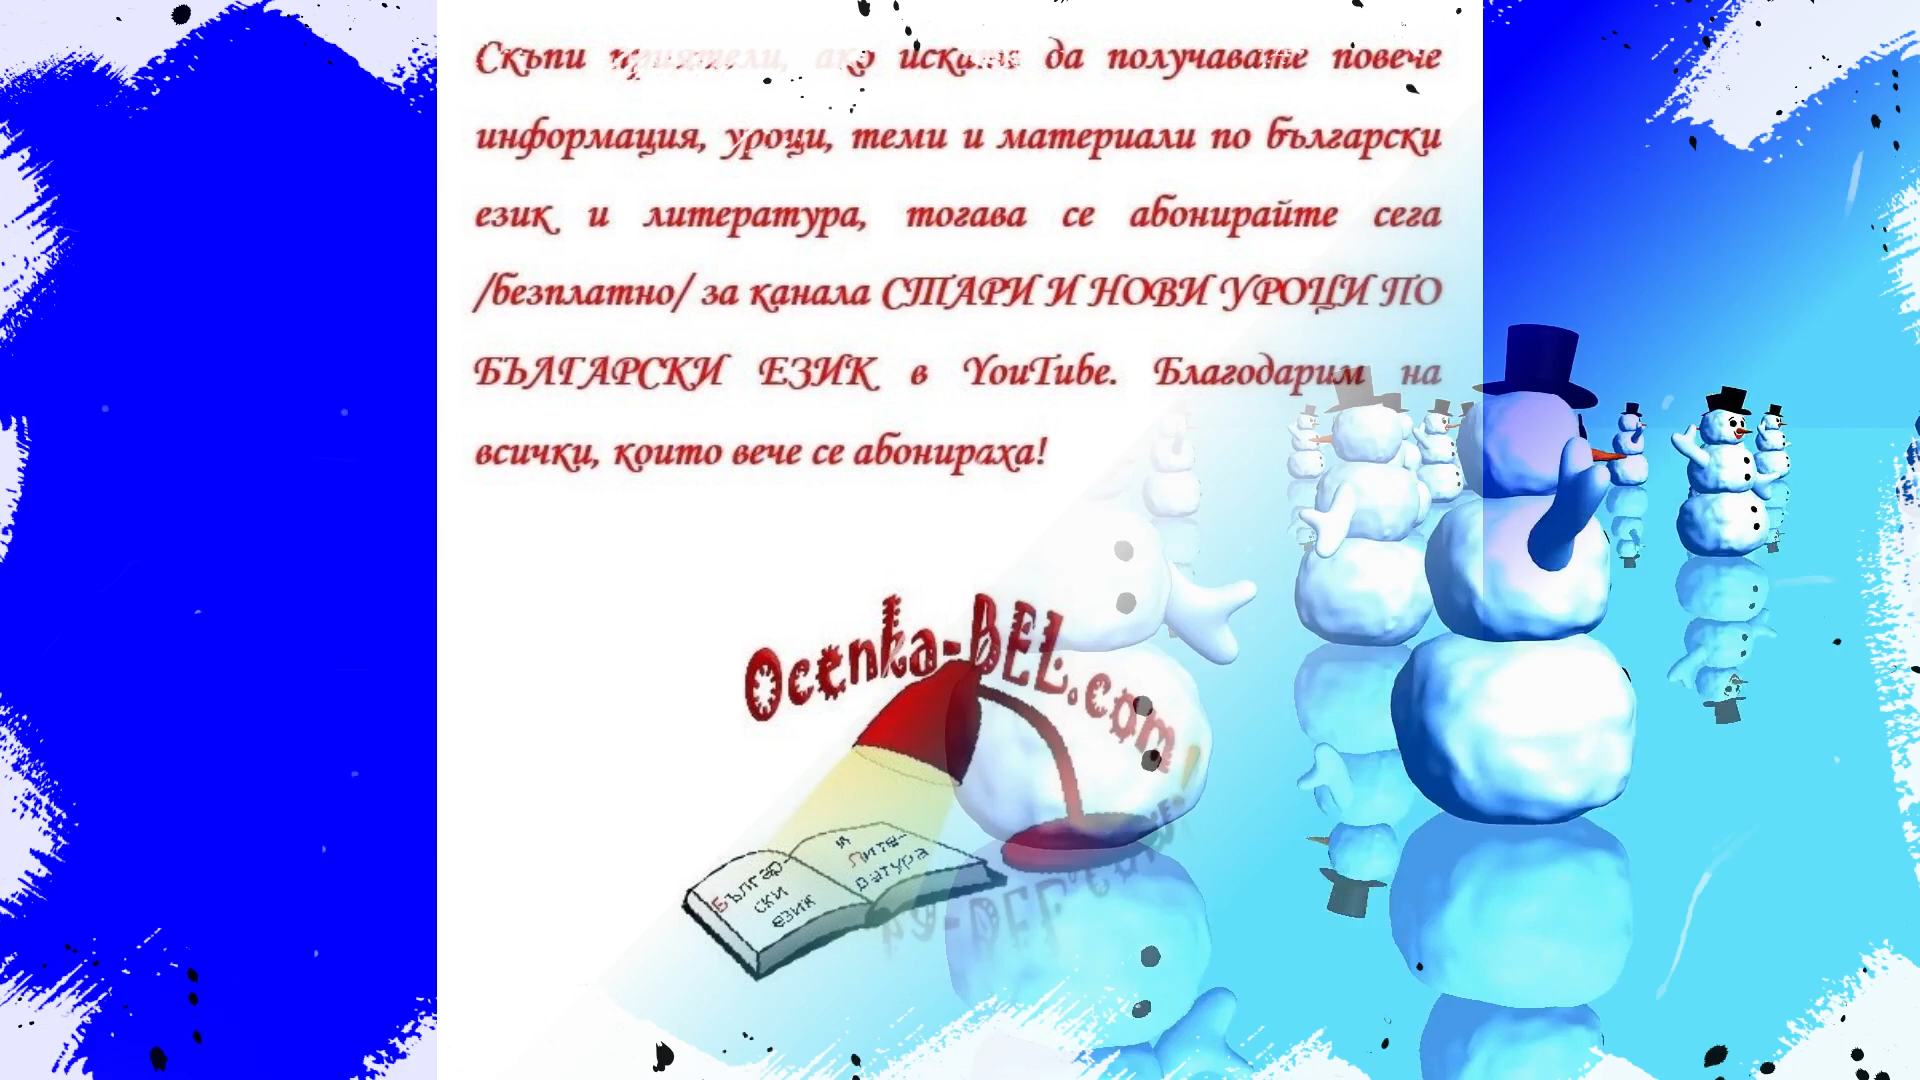 Скъпи приятели, ако искате да получавате повече
информация, уроци, теми и материали по български
език и литература, тогава се абонирайте сега
/безплатно/ за канала СТАРИ И НОВИ УРОЦИ ПО
БЪЛГАРСКИ ЕЗИК в YouTube. Благодарим на
всички, които вече се абонираха!
Ocenka-BEL.com
Българ-
ски
език
и
Лите-
ратура